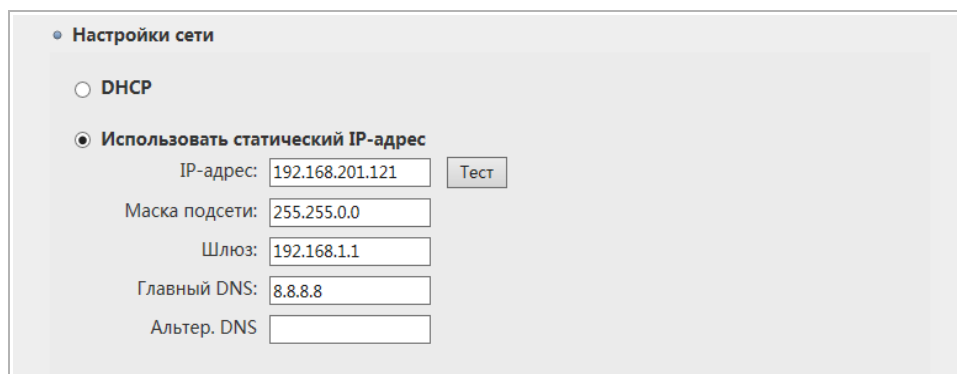 Настройки сети
DHCP
Использовать статический IP-адрес
IP-адрес: 192.168.201.121 Тест
Маска подсети: 255.255.0.0
Шлюз: 192.168.1.1
Главный DNS: 8.8.8.8
Альтер. DNS